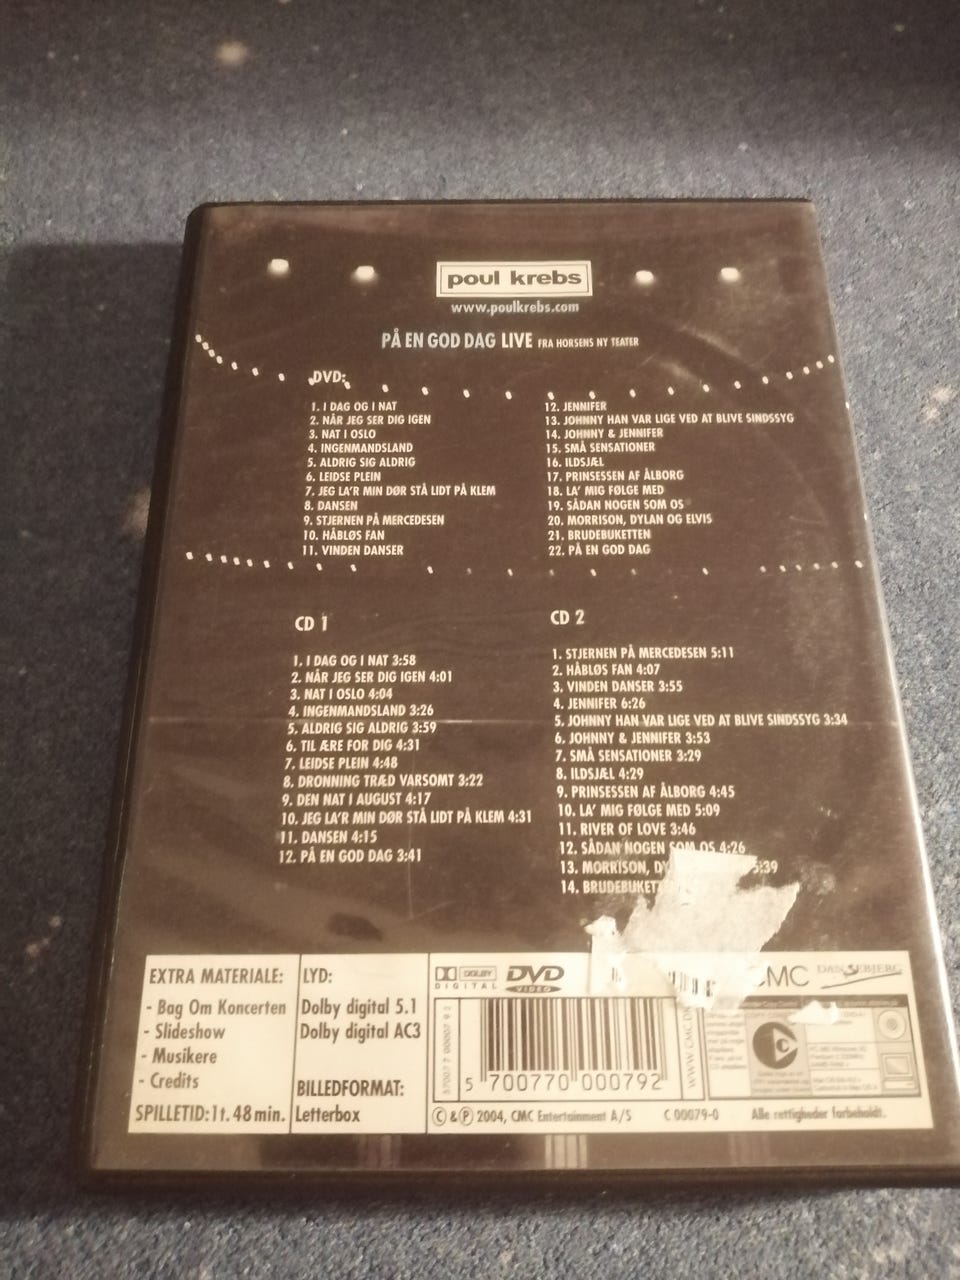 poul krebs
www.poulkrebs.com
PÅ EN GOD DAG LIVE FRA HORSENS NY TEATER
DVD:
1. I DAG OG I NAT
2. NÅR JEG SER DIG IGEN
3. NAT I OSLO
4. INGENMANDSLAND
5. ALDRIG SIG ALDRIG
6. LEIDSE PLEIN
7. JEG LA'R MIN DØR STÅ LIDT PÅ KLEM
8. DANSEN
9. STJERNEN PÅ MERCEDESEN
10. HÅBLØS FAN
11. VINDEN DANSER
12. JENNIFER
13. JOHNNY HAN VAR LIGE VED AT BLIVE SINDSSYG
14. JOHNNY & JENNIFER
15. SMÅ SENSATIONER
16. ILDSJÆL
17. PRINSESSEN AF ÅLBORG
18. LA' MIG FØLGE MED
19. SÅDAN NOGEN SOM OS
20. MORRISON, DYLAN OG ELVIS
21. BRUDEBUKETTEN
22. PÅ EN GOD DAG
CD 1
1. I DAG OG I NAT 3:58
2. NÅR JEG SER DIG IGEN 4:01
3. NAT I OSLO 4:04
4. INGENMANDSLAND 3:26
5. ALDRIG SIG ALDRIG 3:59
6. TIL ÆRE FOR DIG 4:31
7. LEIDSE PLEIN 4:48
8. DRONNING TRÆD VARSOMT 3:22
9. DEN NAT I AUGUST 4:17
10. JEG LA'R MIN DØR STÅ LIDT PÅ KLEM 4:31
11. DANSEN 4:15
12. PÅ EN GOD DAG 3:41
CD 2
1. STJERNEN PÅ MERCEDESEN 5:11
2. HÅBLØS FAN 4:07
3. VINDEN DANSER 3:55
4. JENNIFER 6:26
5. JOHNNY HAN VAR LIGE VED AT BLIVE SINDSSYG 3:34
6. JOHNNY & JENNIFER 3:53
7. SMÅ SENSATIONER 3:29
8. ILDSJÆL 4:29
9. PRINSESSEN AF ÅLBORG 4:45
10. LA' MIG FØLGE MED 5:09
11. RIVER OF LOVE 3:46
12. SÅDAN NOGEN SOM OS 4:26
13. MORRISON, DY 5:39
14. BRUDEBUKET
EXTRA MATERIALE:
- Bag Om Koncerten
- Slideshow
- Musikere
- Credits
SPILLETID: 1 t. 48 min.
LYD:
Dolby digital 5.1
Dolby digital AC3
BILLEDFORMAT:
Letterbox
DOLBY
DIGITAL
DVD
VIDEO
CMC
5 700770 000792
© & ℗ 2004, CMC Entertainment A/S C 00079-0 Alle rettigheder forbeholdt.